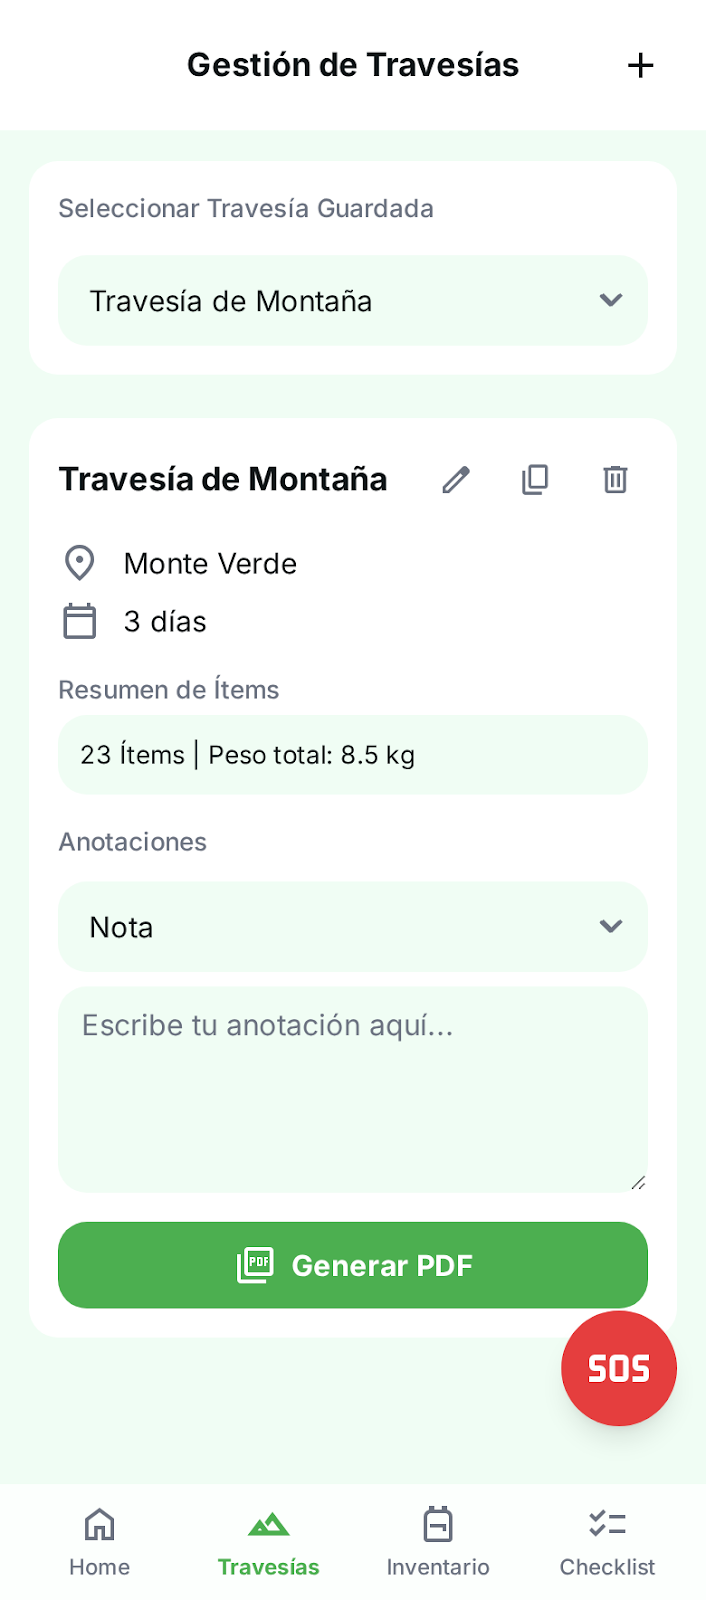 Gestión de Travesías
Seleccionar Travesía Guardada
Travesía de Montaña
Travesía de Montaña
Monte Verde
3 días
Resumen de Ítems
23 Ítems | Peso total: 8.5 kg
Anotaciones
Nota
Escribe tu anotación aquí...
PDF Generar PDF
SOS
Home Travesías Inventario Checklist